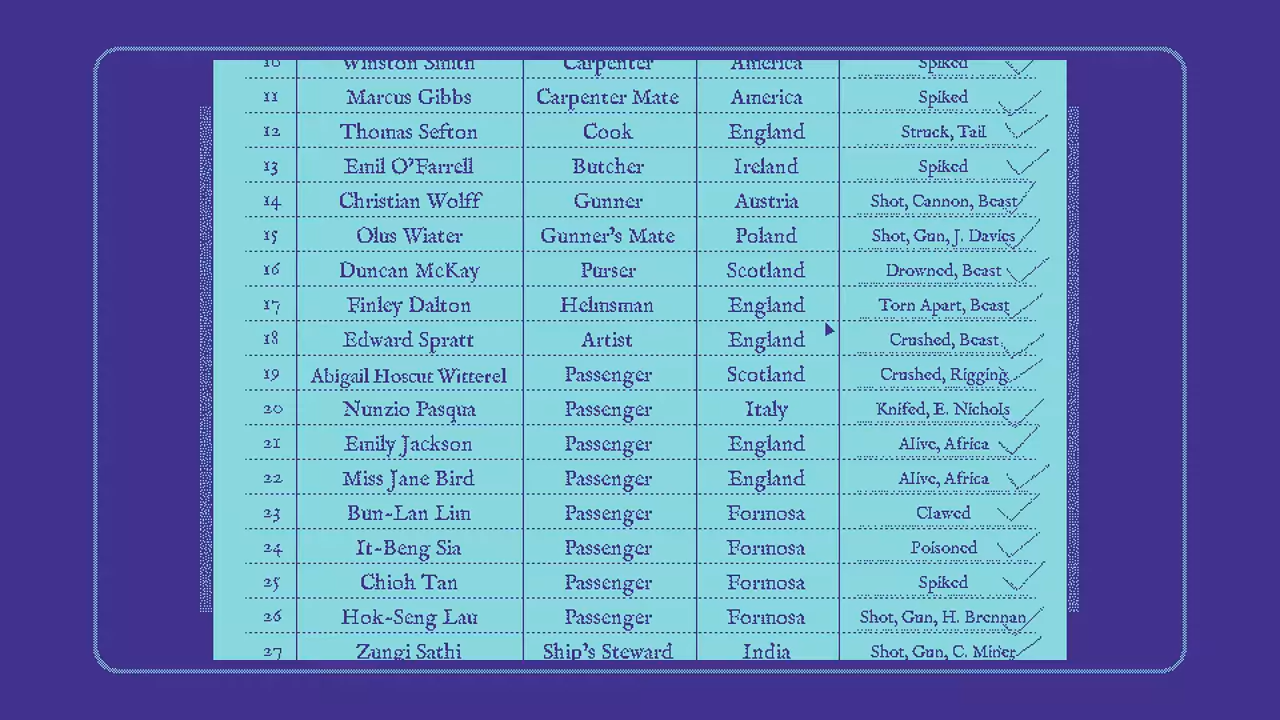 10 Winston Smith Carpenter America Spiked
11 Marcus Gibbs Carpenter Mate America Spiked
12 Thomas Sefton Cook England Struck, Tail
13 Emil O'Farrell Butcher Ireland Spiked
14 Christian Wolff Gunner Austria Shot, Cannon, Beast
15 Olus Wiater Gunner's Mate Poland Shot, Gun, J. Davies
16 Duncan McKay Purser Scotland Drowned, Beast
17 Finley Dalton Helmsman England Torn Apart, Beast
18 Edward Spratt Artist England Crushed, Beast
19 Abigail Hoscut Witterel Passenger Scotland Crushed, Rigging
20 Nunzio Pasqua Passenger Italy Knifed, E. Nichols
21 Emily Jackson Passenger England Alive, Africa
22 Miss Jane Bird Passenger England Alive, Africa
23 Bun-Lan Lim Passenger Formosa Clawed
24 It-Beng Sia Passenger Formosa Poisoned
25 Chioh Tan Passenger Formosa Spiked
26 Hok-Seng Lau Passenger Formosa Shot, Gun, H. Brennan
27 Zungi Sathi Ship's Steward India Shot, Gun, C. Miner